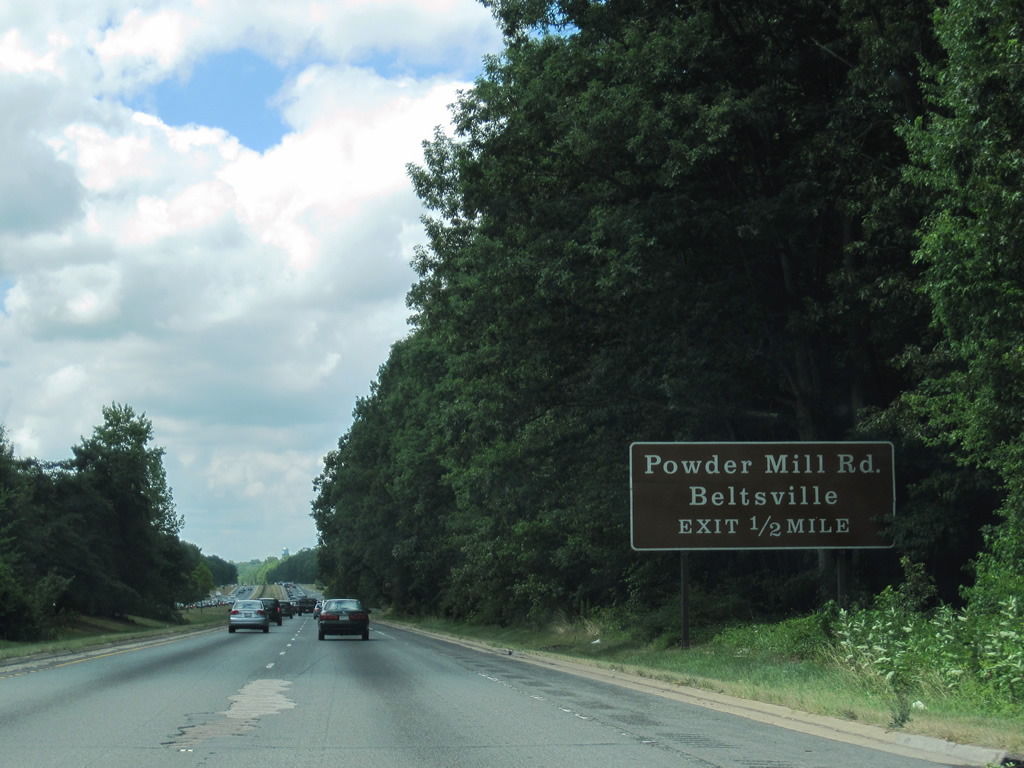 Powder Mill Rd.
Beltsville
EXIT 1/2 MILE